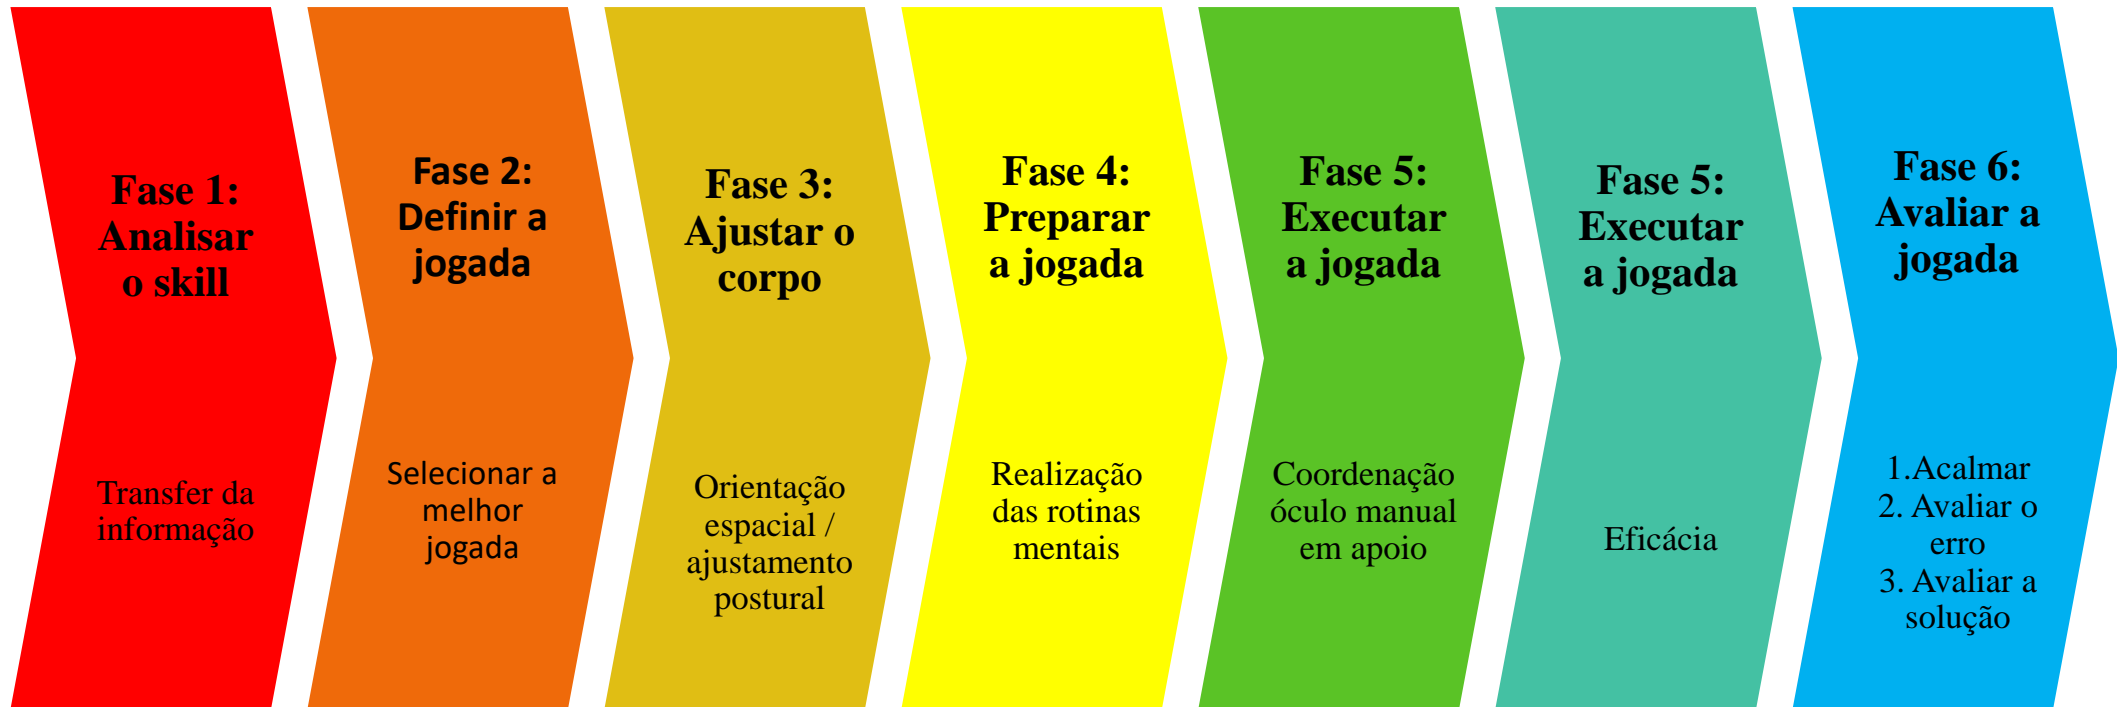 Fase 1:
Analisar
o skill
Transfer da
informação
Fase 2:
Definir a
jogada
Selecionar a
melhor
jogada
Fase 3:
Ajustar o
corpo
Orientação
espacial /
ajustamento
postural
Fase 4:
Preparar
a jogada
Realização
das rotinas
mentais
Fase 5:
Executar
a jogada
Coordenação
óculo manual
em apoio
Fase 5:
Executar
a jogada
Eficácia
Fase 6:
Avaliar a
jogada
1.Acalmar
2. Avaliar o
erro
3. Avaliar a
solução